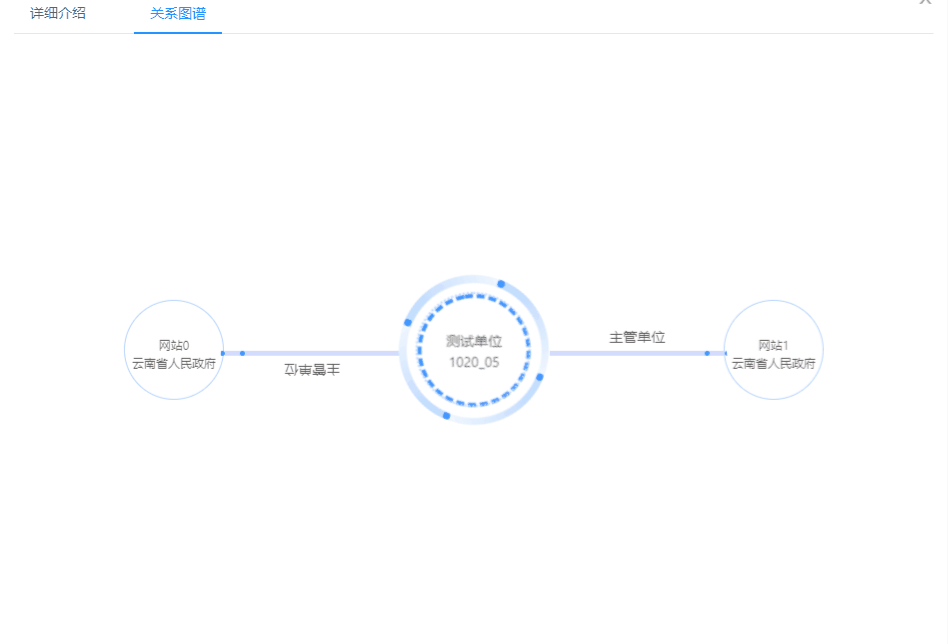 详细介绍
关系图谱
网站0
云南省人民政府
主管单位
测试单位
1020_05
主管单位
网站1
云南省人民政府